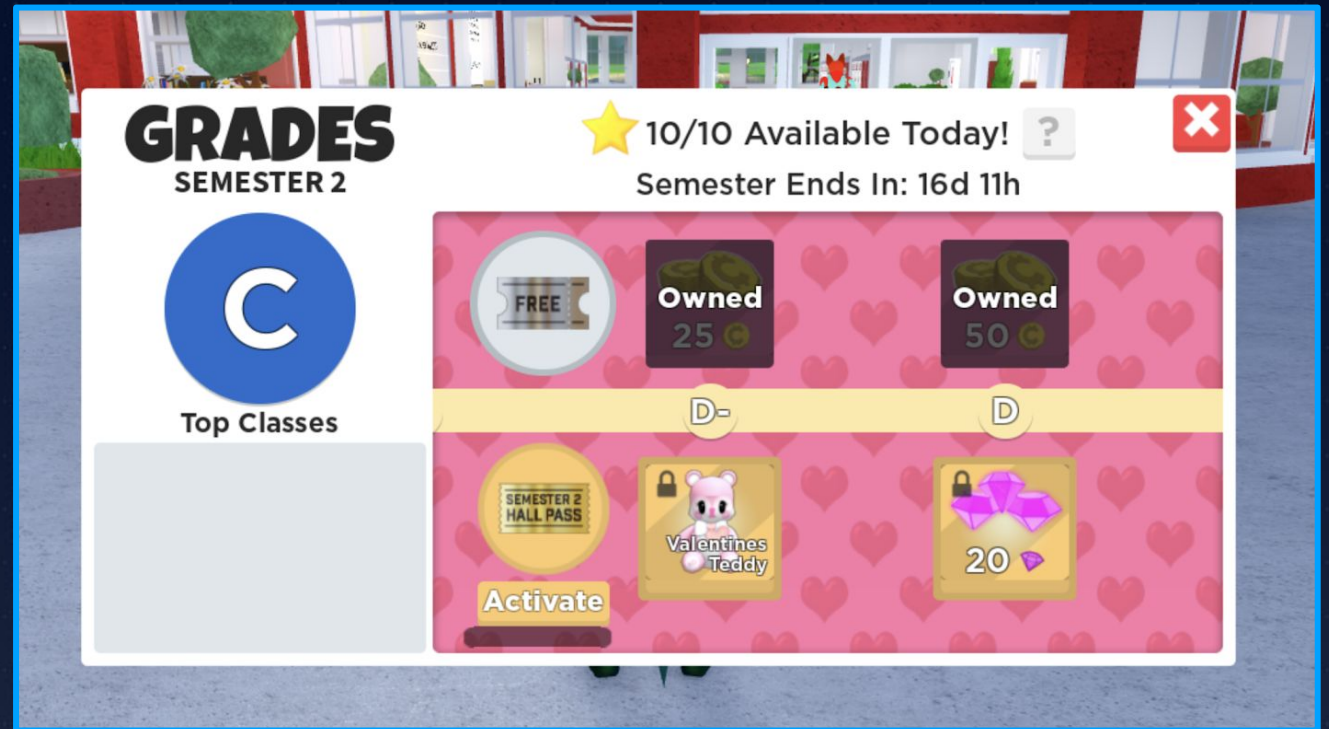 GRADES
SEMESTER 2
C
Top Classes
10/10 Available Today! ?
Semester Ends In: 16d 11h
FREE
Owned
25
Owned
50
D-
D
SEMESTER 2
HALL PASS
Activate
Valentines
Teddy
20